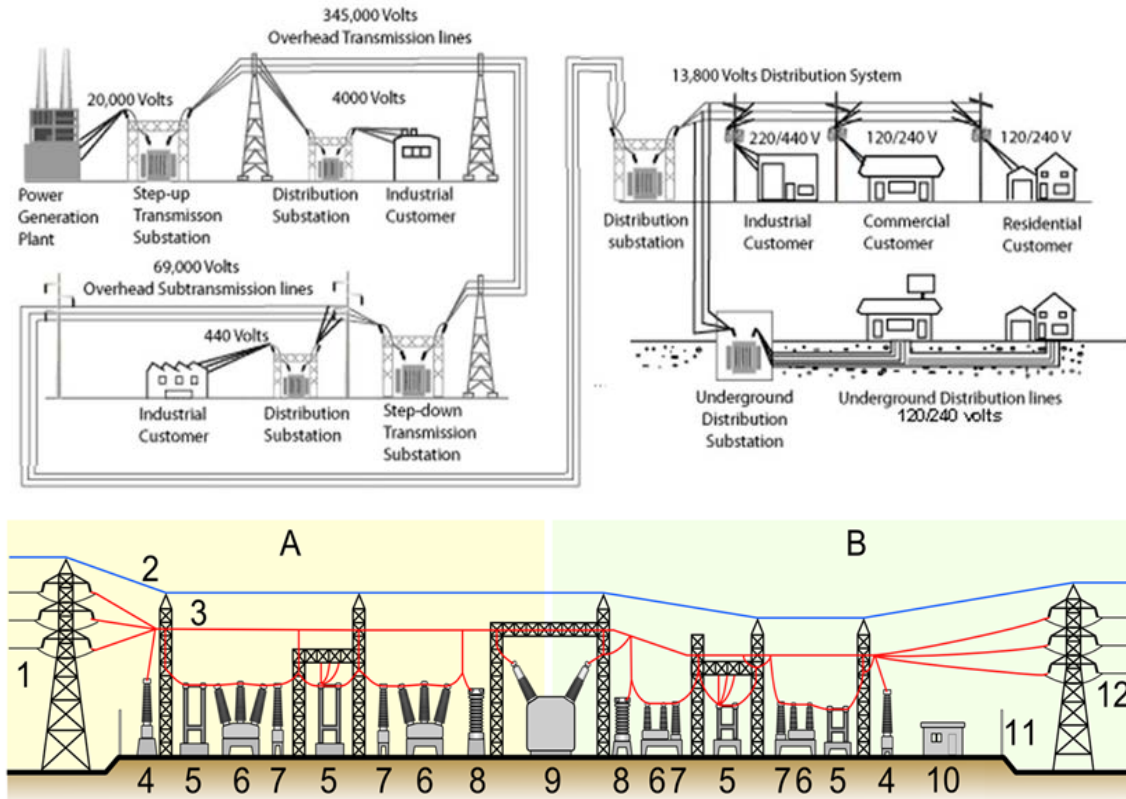 345,000 Volts
Overhead Transmission lines
20,000 Volts
4000 Volts
Power
Generation
Plant
Step-up
Transmisson
Substation
Distribution
Substation
Industrial
Customer
69,000 Volts
Overhead Subtransmission lines
440 Volts
Industrial
Customer
Distribution
Substation
Step-down
Transmission
Substation
13,800 Volts Distribution System
220/440 V
120/240 V
120/240 V
Distribution
substation
Industrial
Customer
Commercial
Customer
Residential
Customer
Underground
Distribution
Substation
Underground Distribution lines
120/240 volts
A
B
2
3
1
12
11
4 5 6 7 5 7 6 8 9 8 6 7 5 7 6 5 4 10